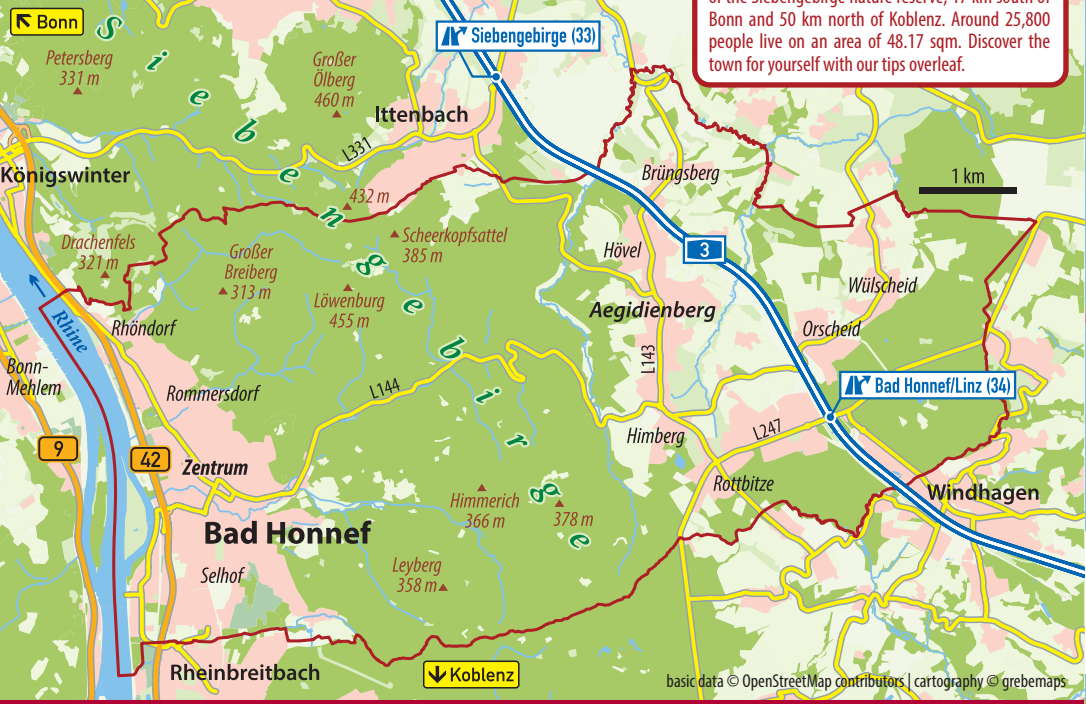 of the Siebengebirge nature reserve, 17 km south of
Bonn and 50 km north of Koblenz. Around 25,800
people live on an area of 48.17 sqm. Discover the
town for yourself with our tips overleaf.
Bonn
Siebengebirge (33)
Petersberg
331 m
Großer
Ölberg
460 m
Ittenbach
L331
Siebengebirge
Königswinter
432 m
Brüngsberg
1 km
Drachenfels
321 m
Großer
Breiberg
313 m
Scheerkopfsattel
385 m
Löwenburg
455 m
Hövel
3
Aegidienberg
Wülscheid
Orscheid
Rhine
Rhöndorf
Bonn-
Mehlem
Rommersdorf
L144
L143
Bad Honnef/Linz (34)
L247
Himberg
9
42
Zentrum
Rottbitze
Windhagen
Himmerich
366 m
378 m
Bad Honnef
Selhof
Leyberg
358 m
Rheinbreitbach
Koblenz
basic data © OpenStreetMap contributors | cartography © grebemaps